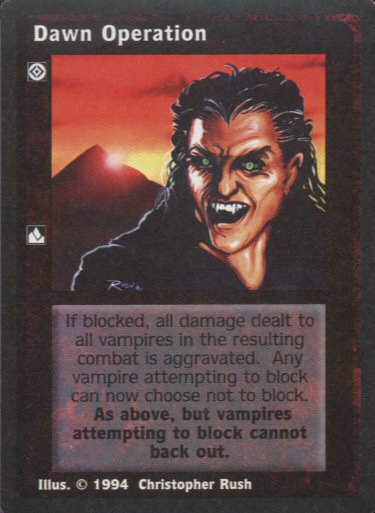 Dawn Operation
Rush
If blocked, all damage dealt to
all vampires in the resulting
combat is aggravated. Any
vampire attempting to block
can now choose not to block.
As above, but vampires
attempting to block cannot
back out.
Illus. © 1994 Christopher Rush